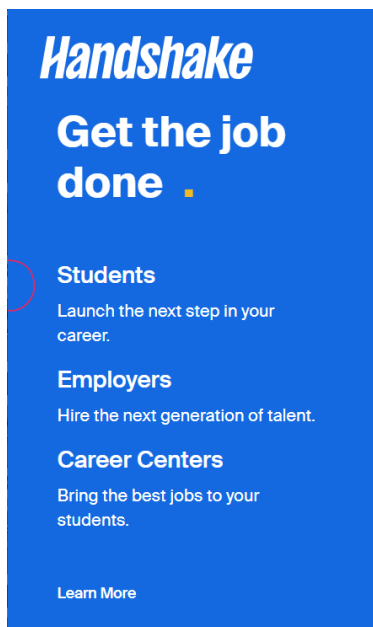 Handshake
Get the job
done .
Students
Launch the next step in your
career.
Employers
Hire the next generation of talent.
Career Centers
Bring the best jobs to your
students.
Learn More